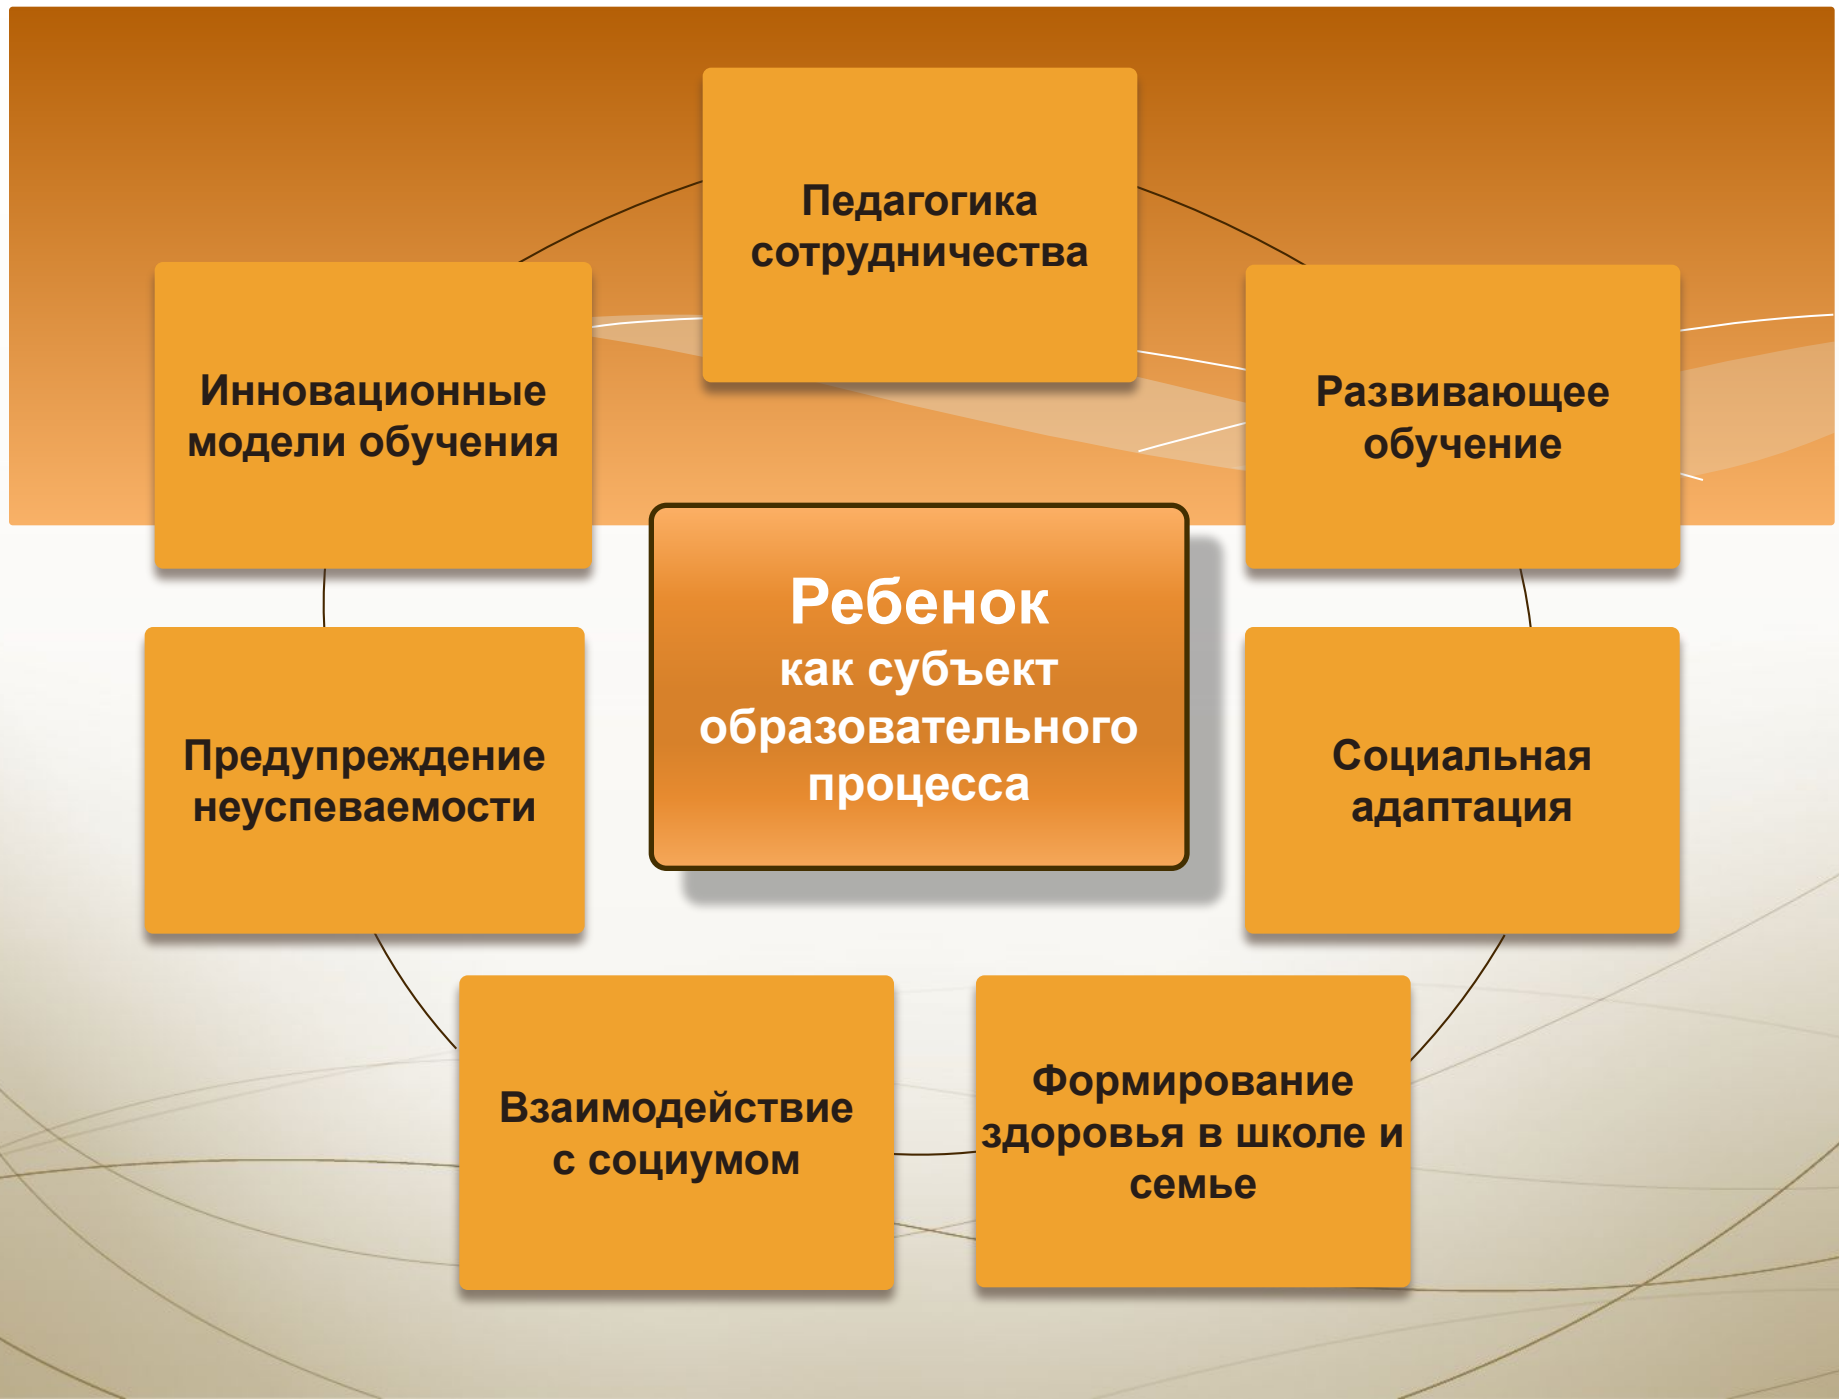 Педагогика
сотрудничества
Инновационные
модели обучения
Развивающее
обучение
Ребенок
как субъект
образовательного
процесса
Предупреждение
неуспеваемости
Социальная
адаптация
Взаимодействие
с социумом
Формирование
здоровья в школе и
семье